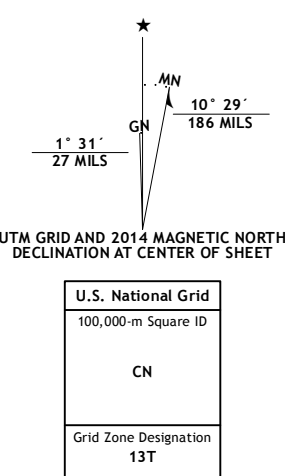 ★
MN
GN
10° 29´
186 MILS
1° 31´
27 MILS
UTM GRID AND 2014 MAGNETIC NORTH
DECLINATION AT CENTER OF SHEET
U.S. National Grid
100,000-m Square ID
CN
Grid Zone Designation
13T